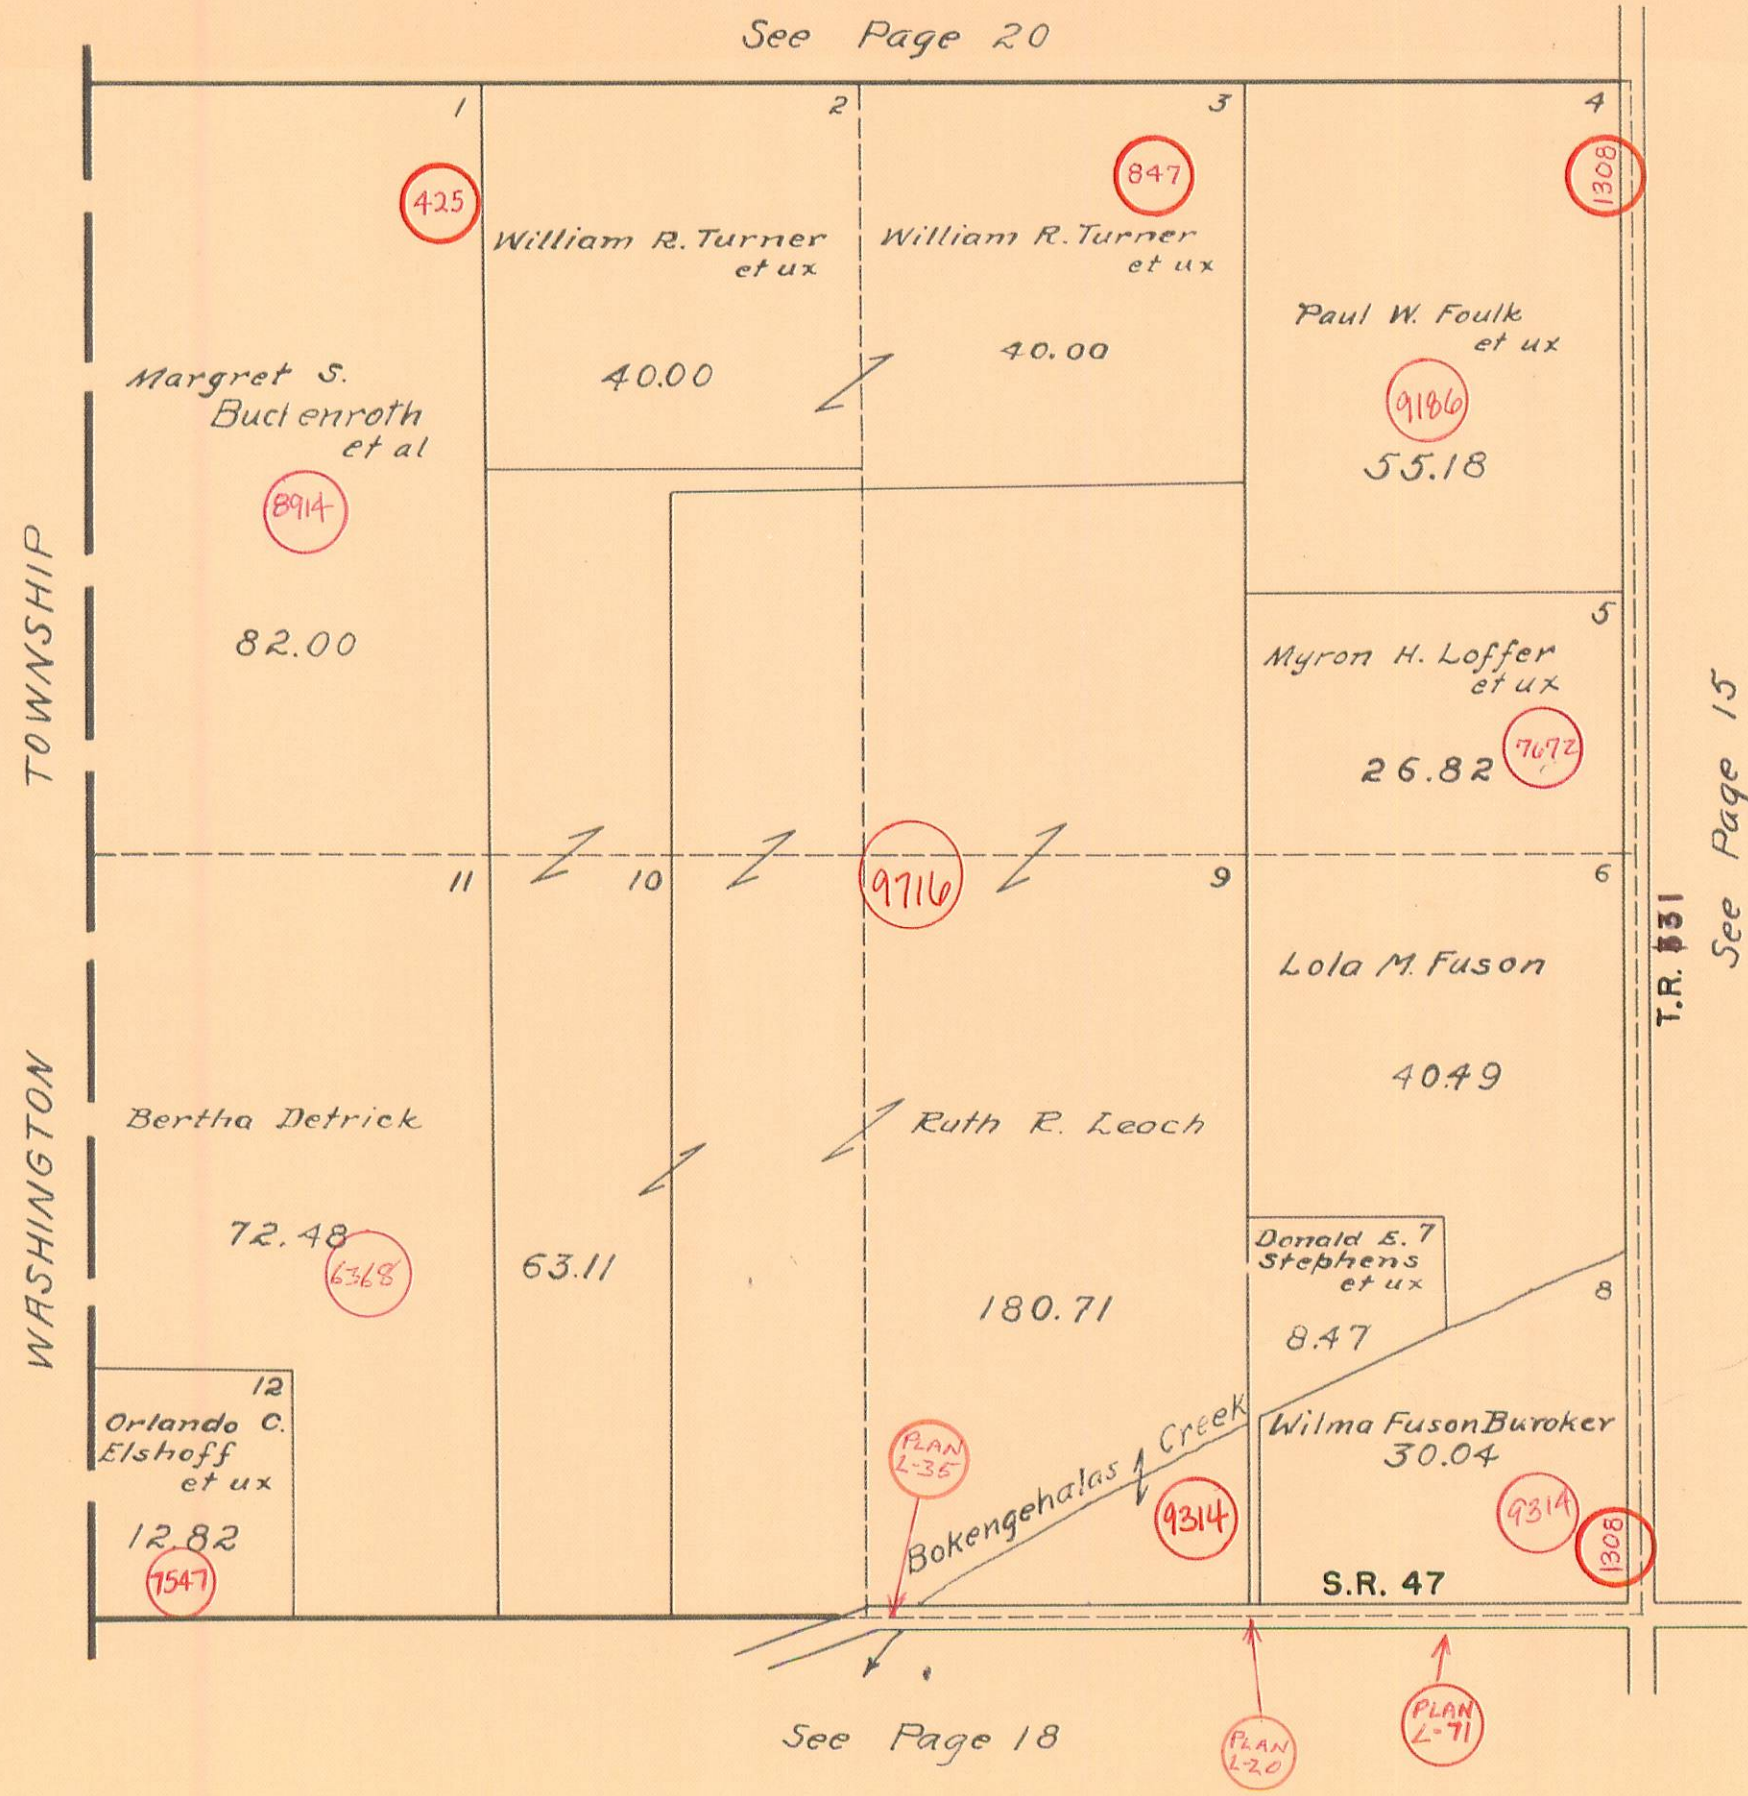 See Page 20
1
2
3
4
425
847
1308
William R. Turner
et ux
40.00
William R. Turner
et ux
40.00
Paul W. Foulk
et ux
9186
55.18
Margret S.
Budenroth
et al
8914
82.00
5
Myron H. Loffer
et ux
26.82
7672
WASHINGTON TOWNSHIP
See Page 15
T.R. 331
11
10
9716
9
6
Lola M. Fuson
40.49
Bertha Detrick
72.48
6368
63.11
Ruth R. Leach
180.71
Donald E.
7
Stephens
et ux
8.47
8
12
Orlando C.
Elshoff
et ux
12.82
7547
PLAN
L-35
Bokengehalas Creek
9314
Wilma Fuson Buroker
30.04
9314
1308
S.R. 47
See Page 18
PLAN
L-20
PLAN
L-71